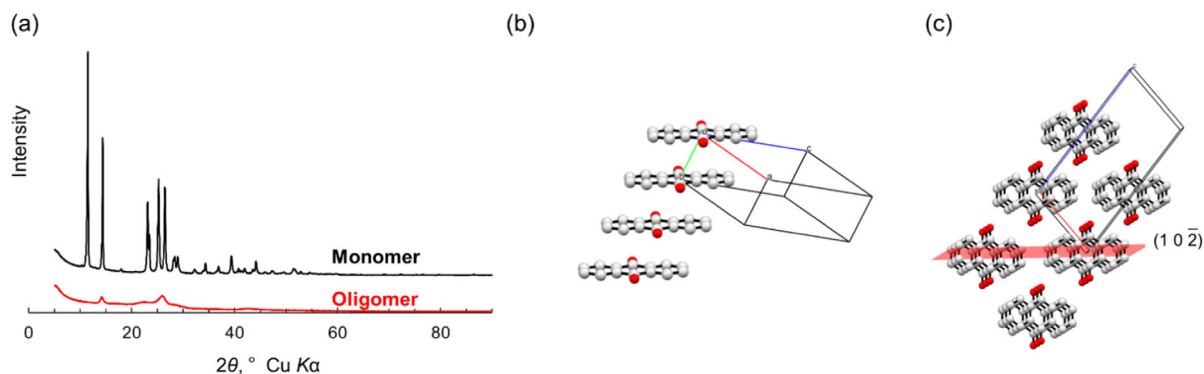 (a)
Intensity
Monomer
Oligomer
0 20 40 60 80
2θ, ° Cu Kα
(b)
c
a
(c)
c
(1 0 2̄)